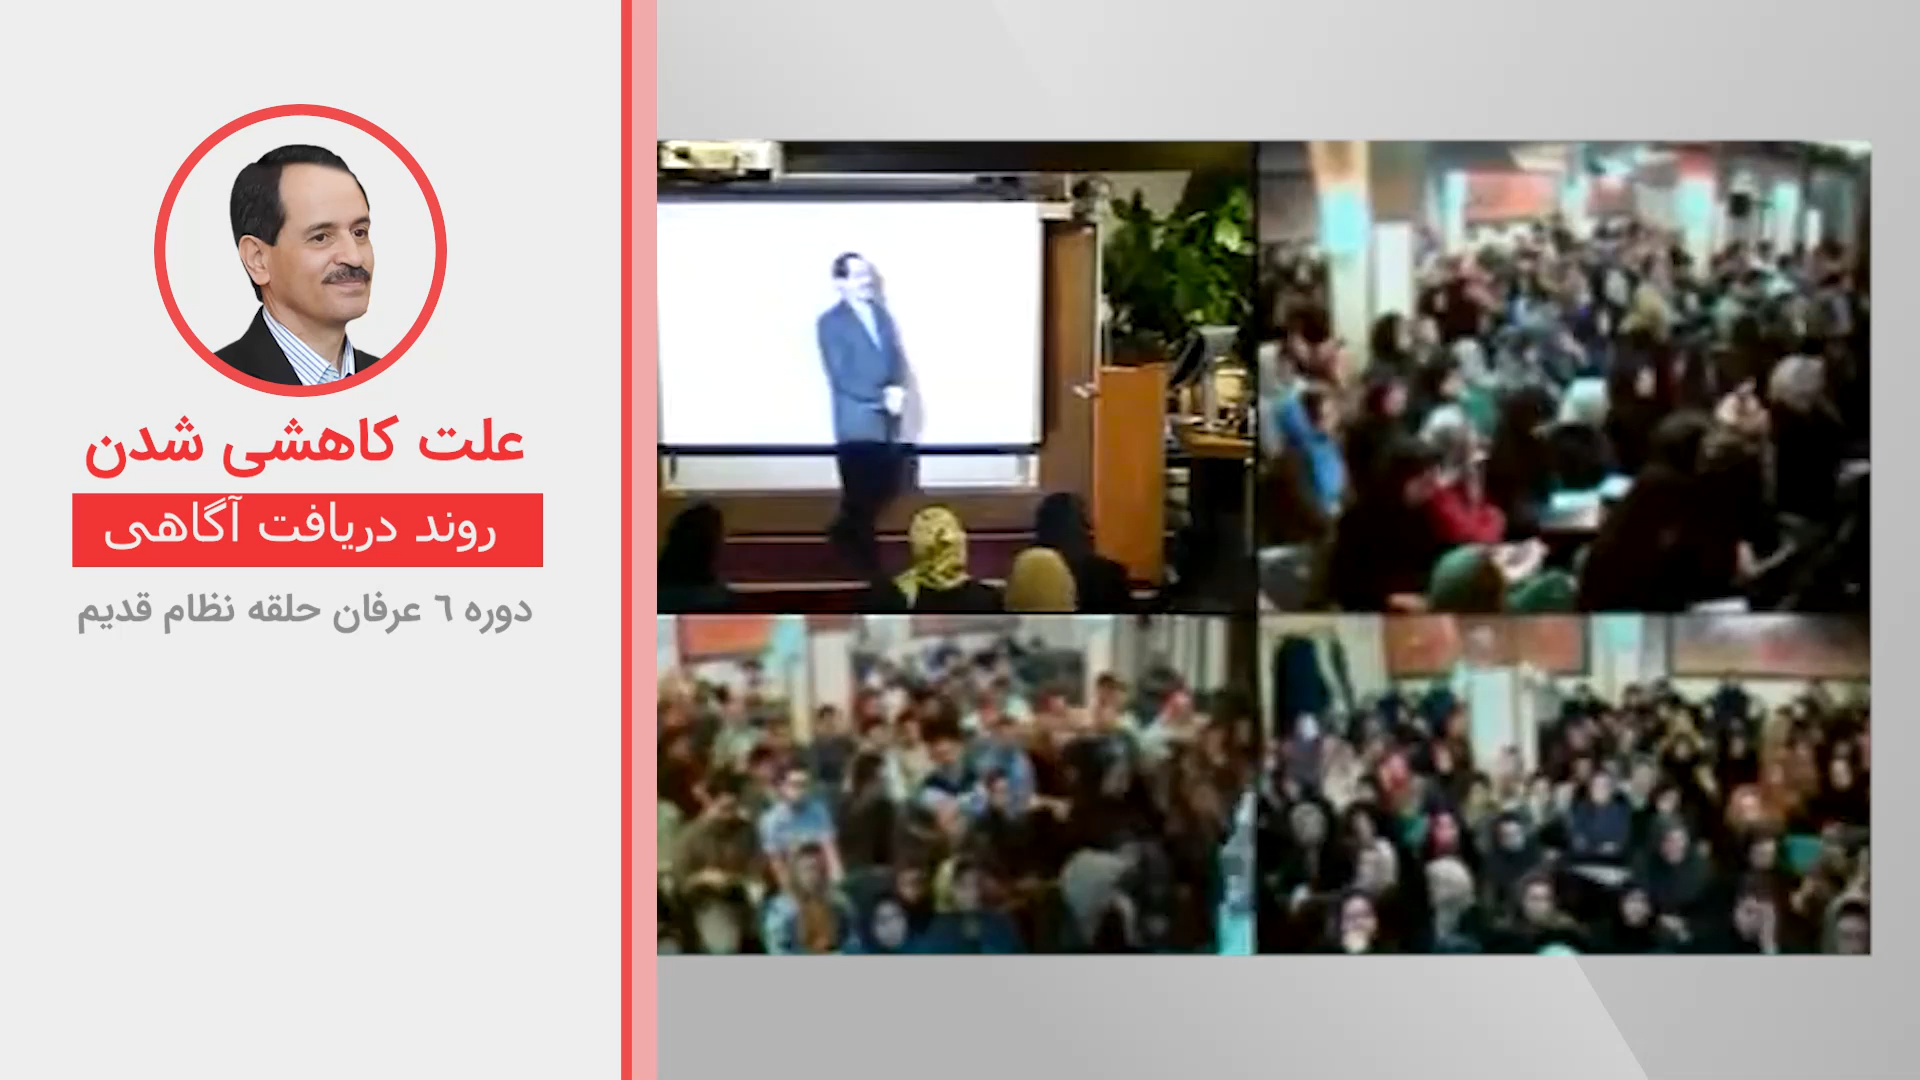 علت کاهشی شدن
روند دریافت آگاهی
دوره ٦ عرفان حلقه نظام قدیم